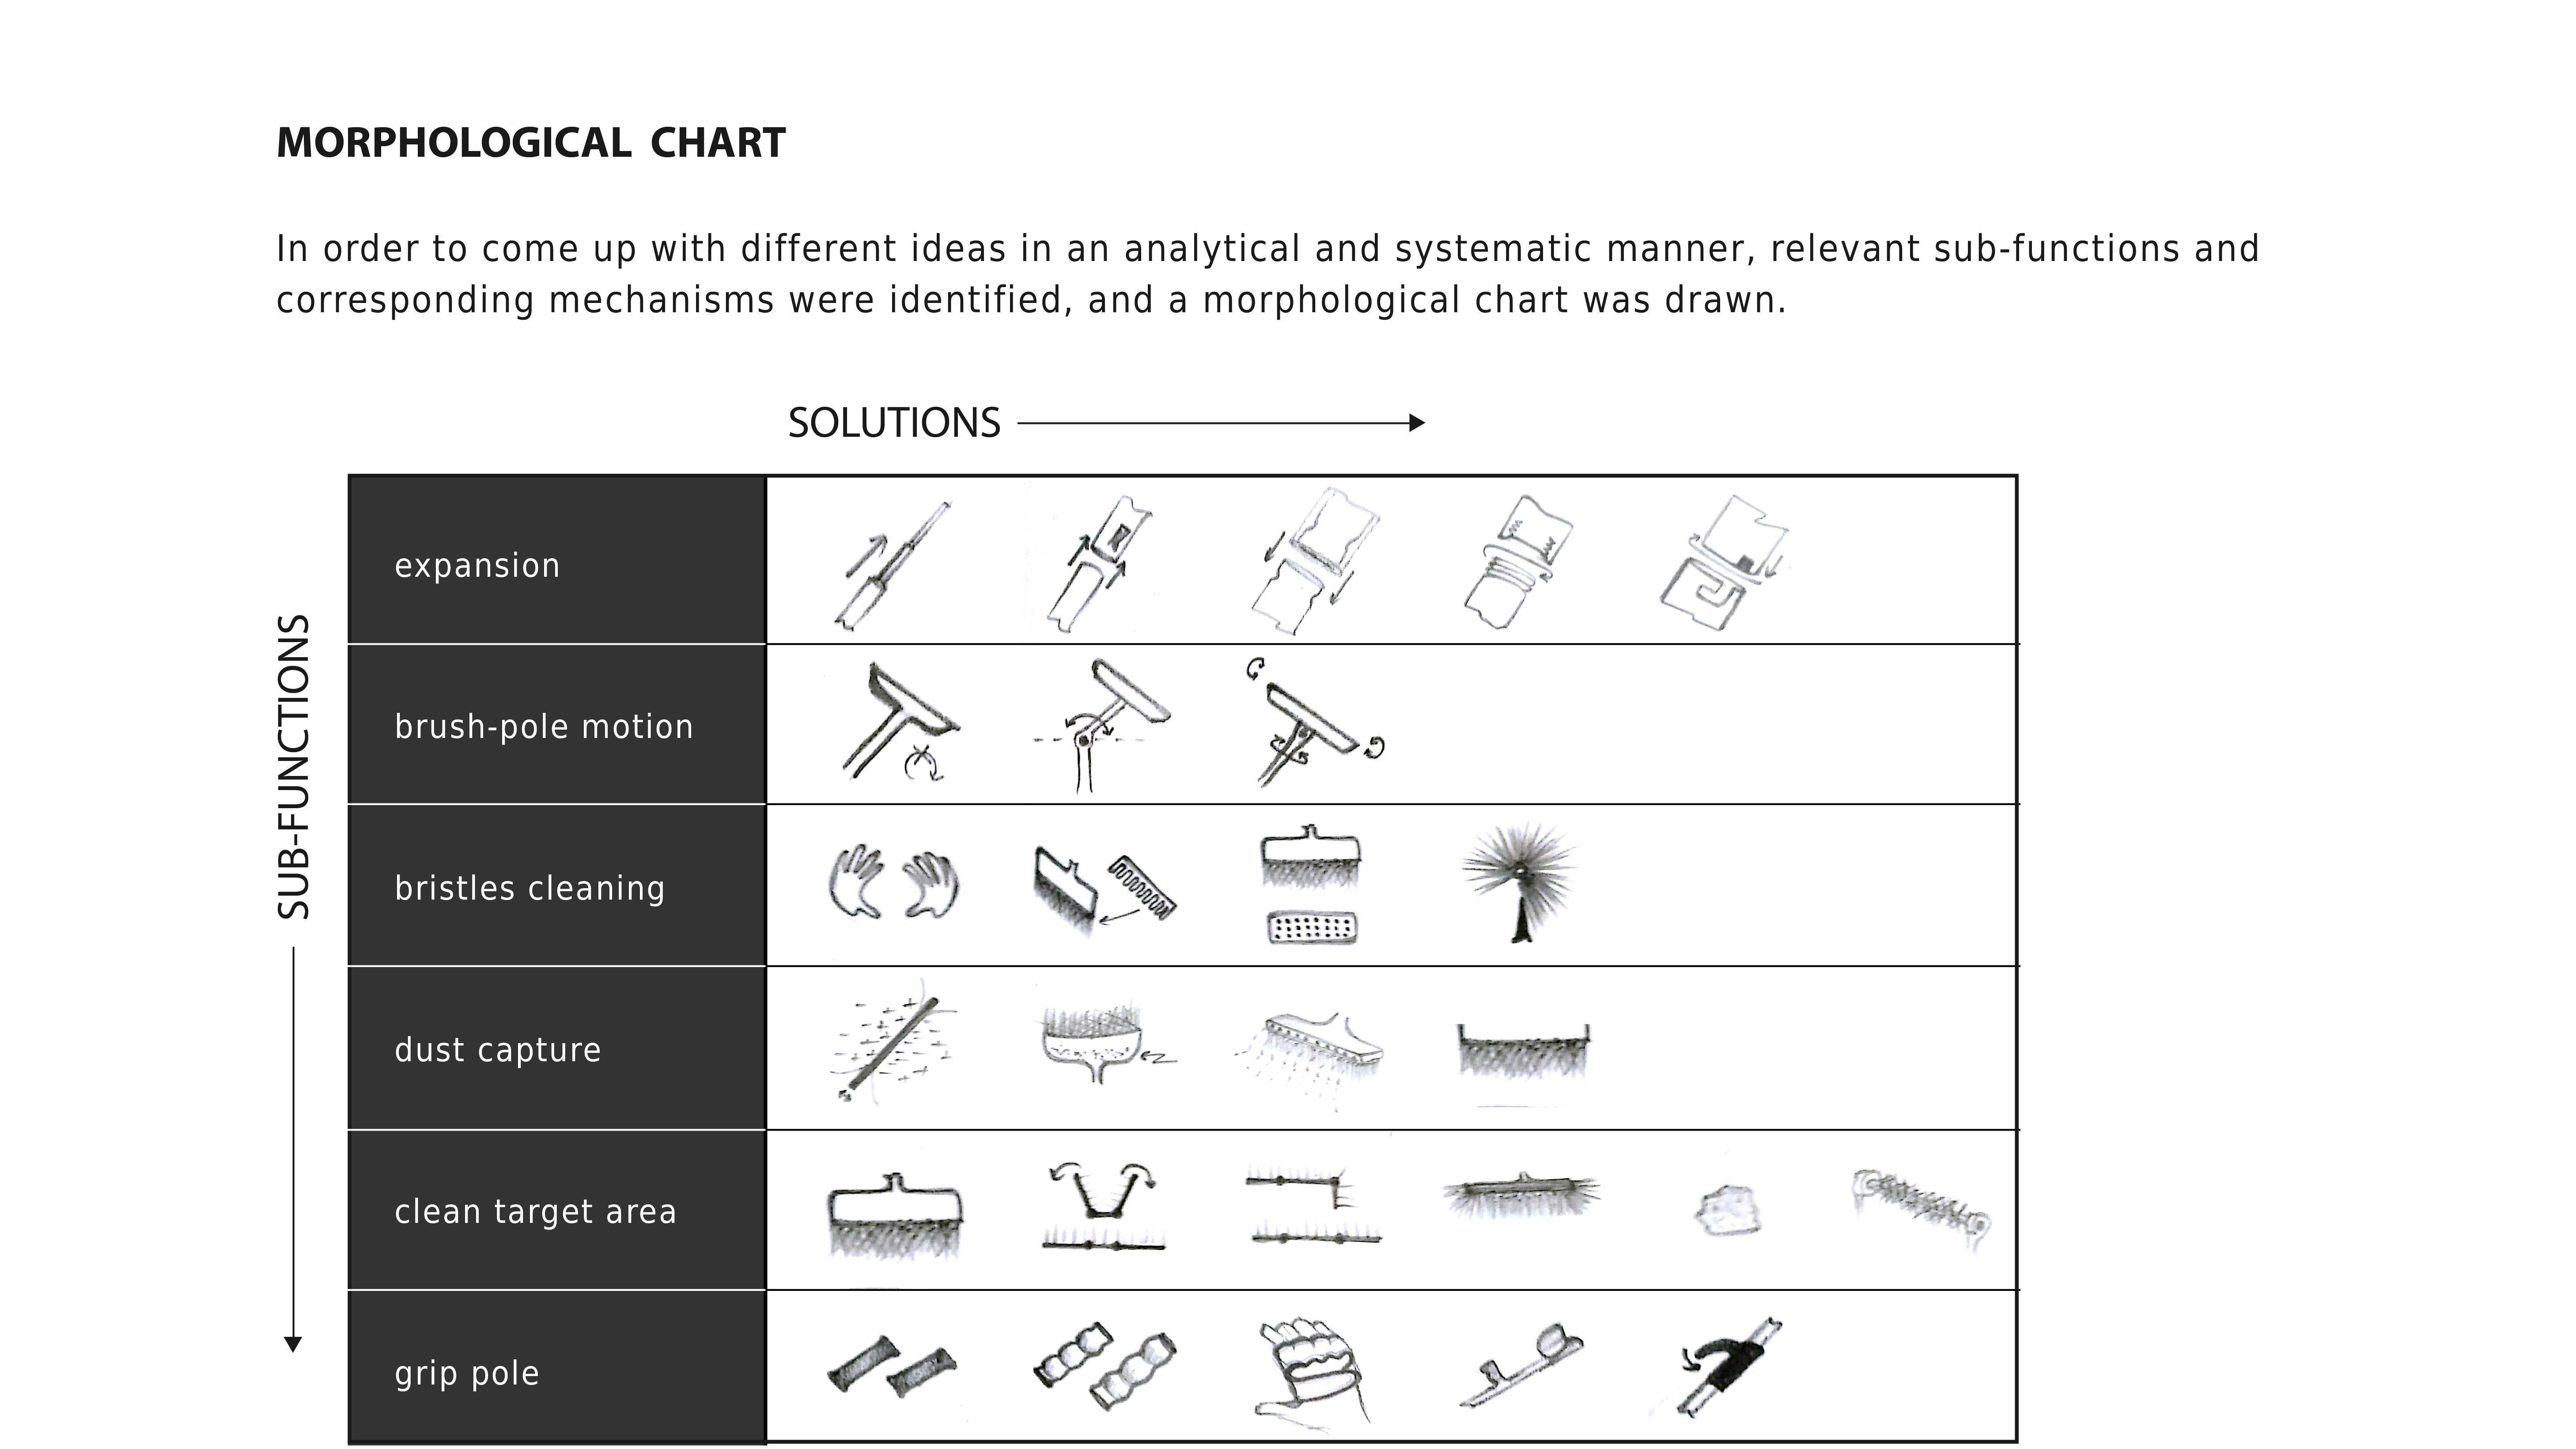 MORPHOLOGICAL CHART
In order to come up with different ideas in an analytical and systematic manner, relevant sub-functions and
corresponding mechanisms were identified, and a morphological chart was drawn.
SOLUTIONS
SUB-FUNCTIONS
expansion
brush-pole motion
bristles cleaning
dust capture
clean target area
grip pole